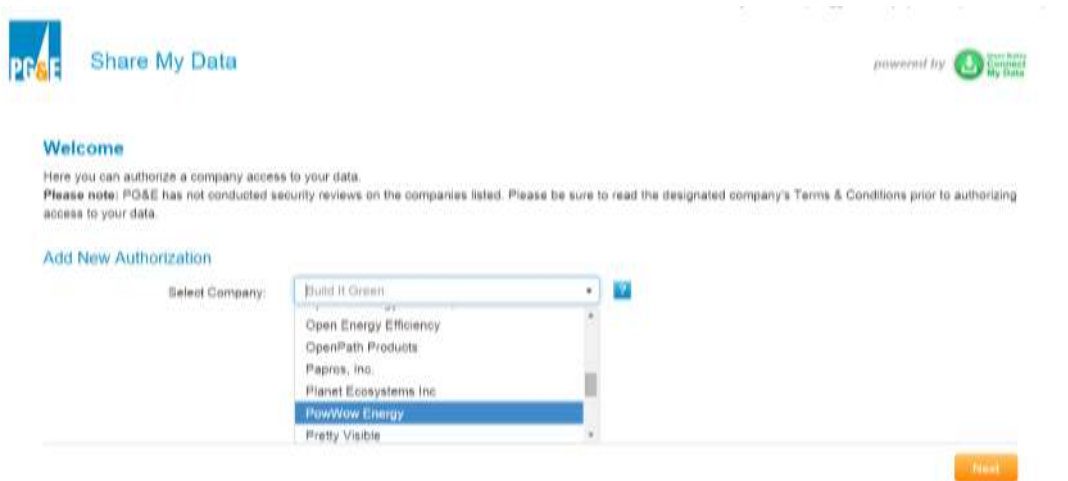 PG&E
Share My Data
powered by
Connect
My Data
Welcome
Here you can authorize a company access to your data.
Please note: PG&E has not conducted security reviews on the companies listed. Please be sure to read the designated company's Terms & Conditions prior to authorizing
access to your data.
Add New Authorization
Select Company:
Build It Green
?
Open Energy Efficiency
OpenPath Products
Papros, Inc.
Planet Ecosystems Inc
PowWow Energy
Pretty Visible
Next